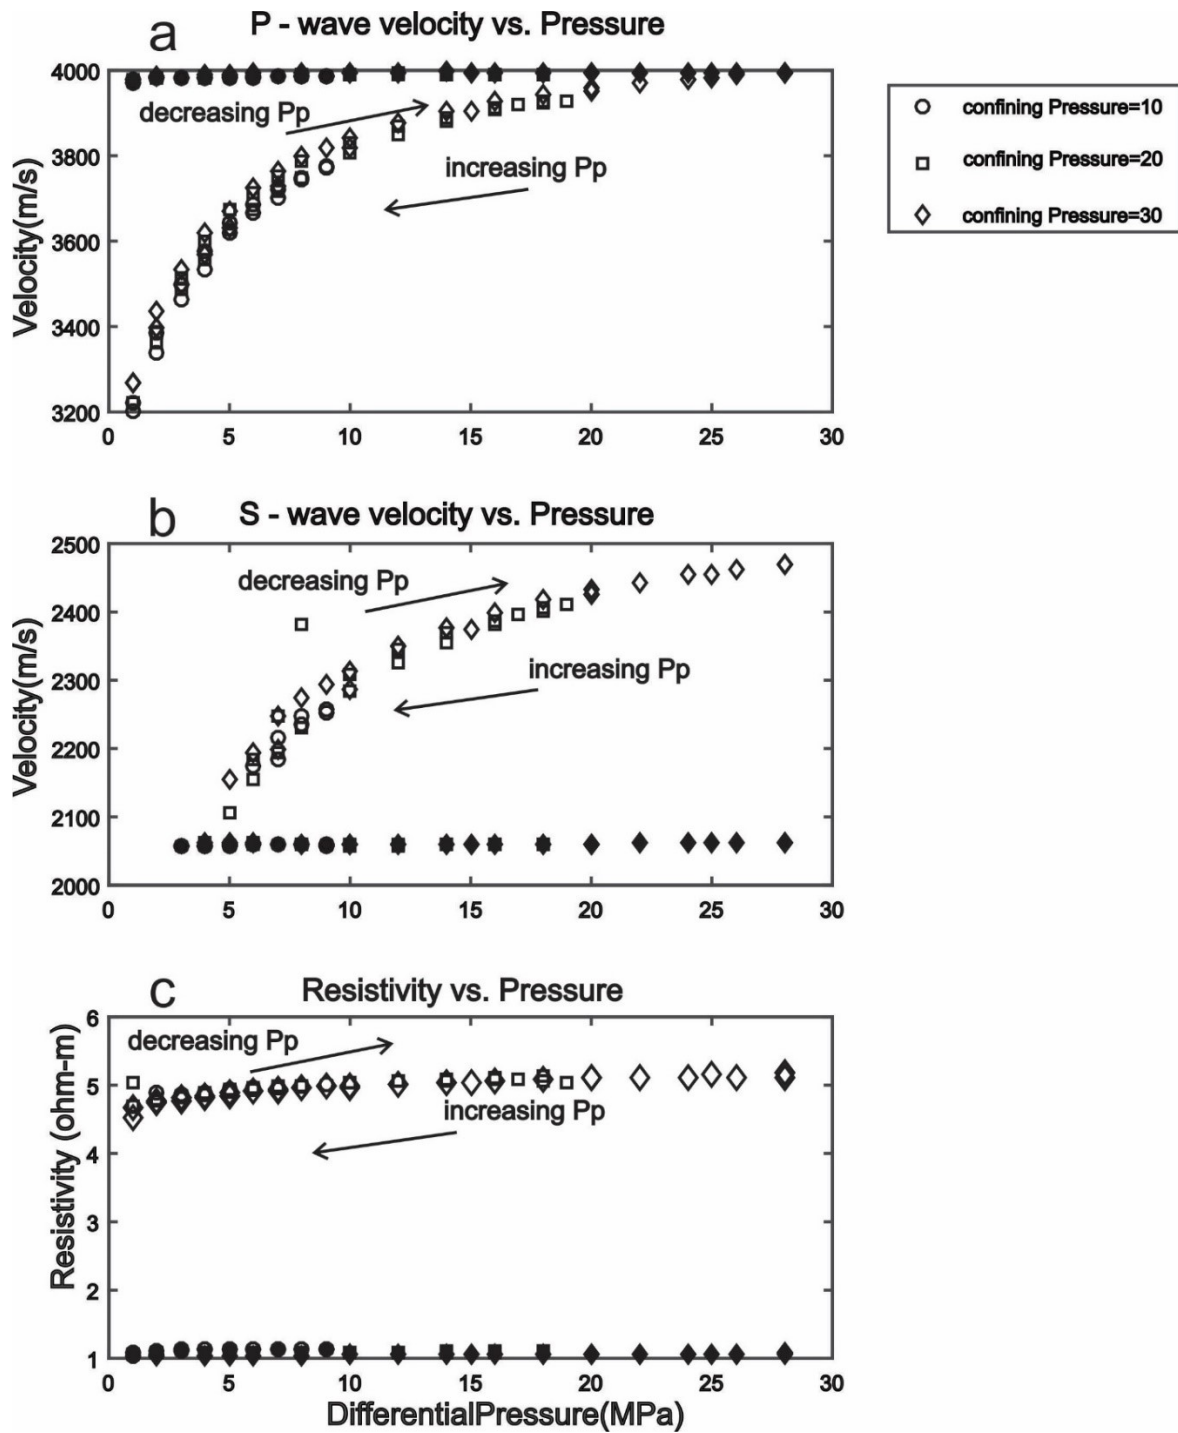 a P - wave velocity vs. Pressure
4000
3800
3600
3400
3200
Velocity(m/s)
decreasing Pp
increasing Pp
0 5 10 15 20 25 30
confining Pressure=10
confining Pressure=20
confining Pressure=30
b S - wave velocity vs. Pressure
2500
2400
2300
2200
2100
2000
Velocity(m/s)
decreasing Pp
increasing Pp
0 5 10 15 20 25 30
c Resistivity vs. Pressure
6
5
4
3
2
1
Resistivity (ohm-m)
decreasing Pp
increasing Pp
0 5 10 15 20 25 30
DifferentialPressure(MPa)